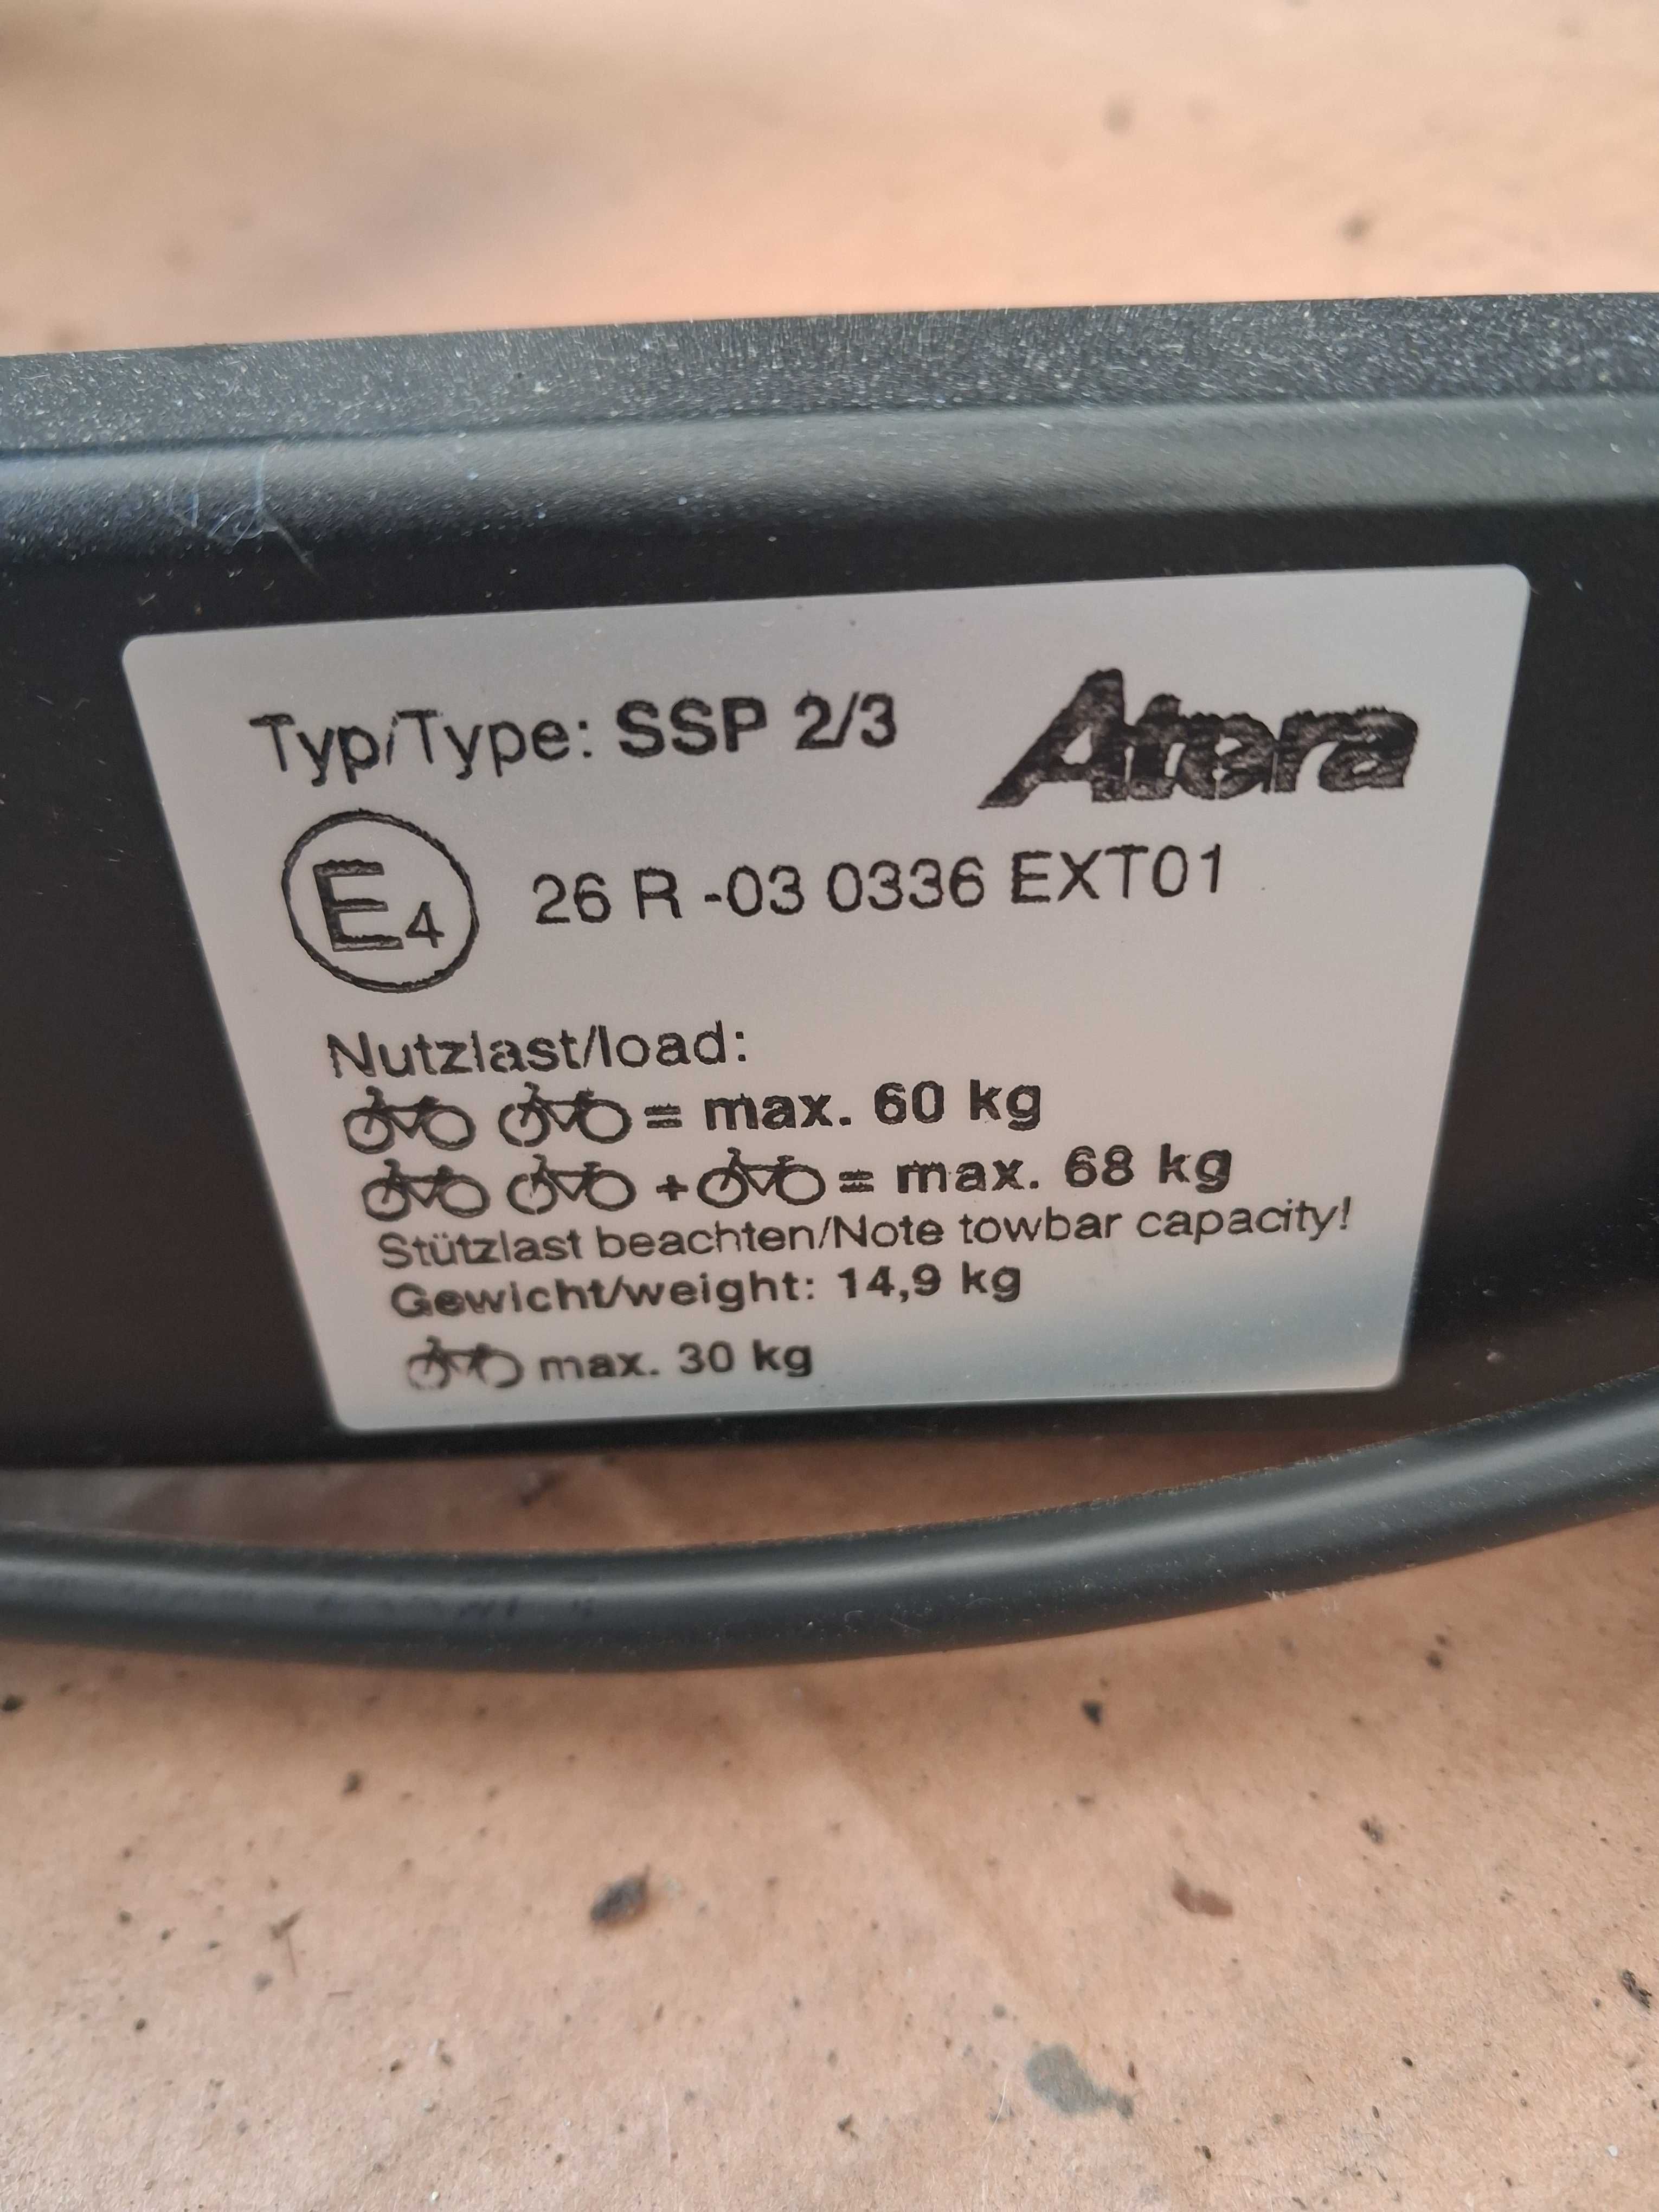 Typ/Type: SSP 2/3
Atera
E4 26 R -03 0336 EXT01
Nutzlast/load:
= max. 60 kg
+ = max. 68 kg
Stützlast beachten/Note towbar capacity!
Gewicht/weight: 14,9 kg
max. 30 kg